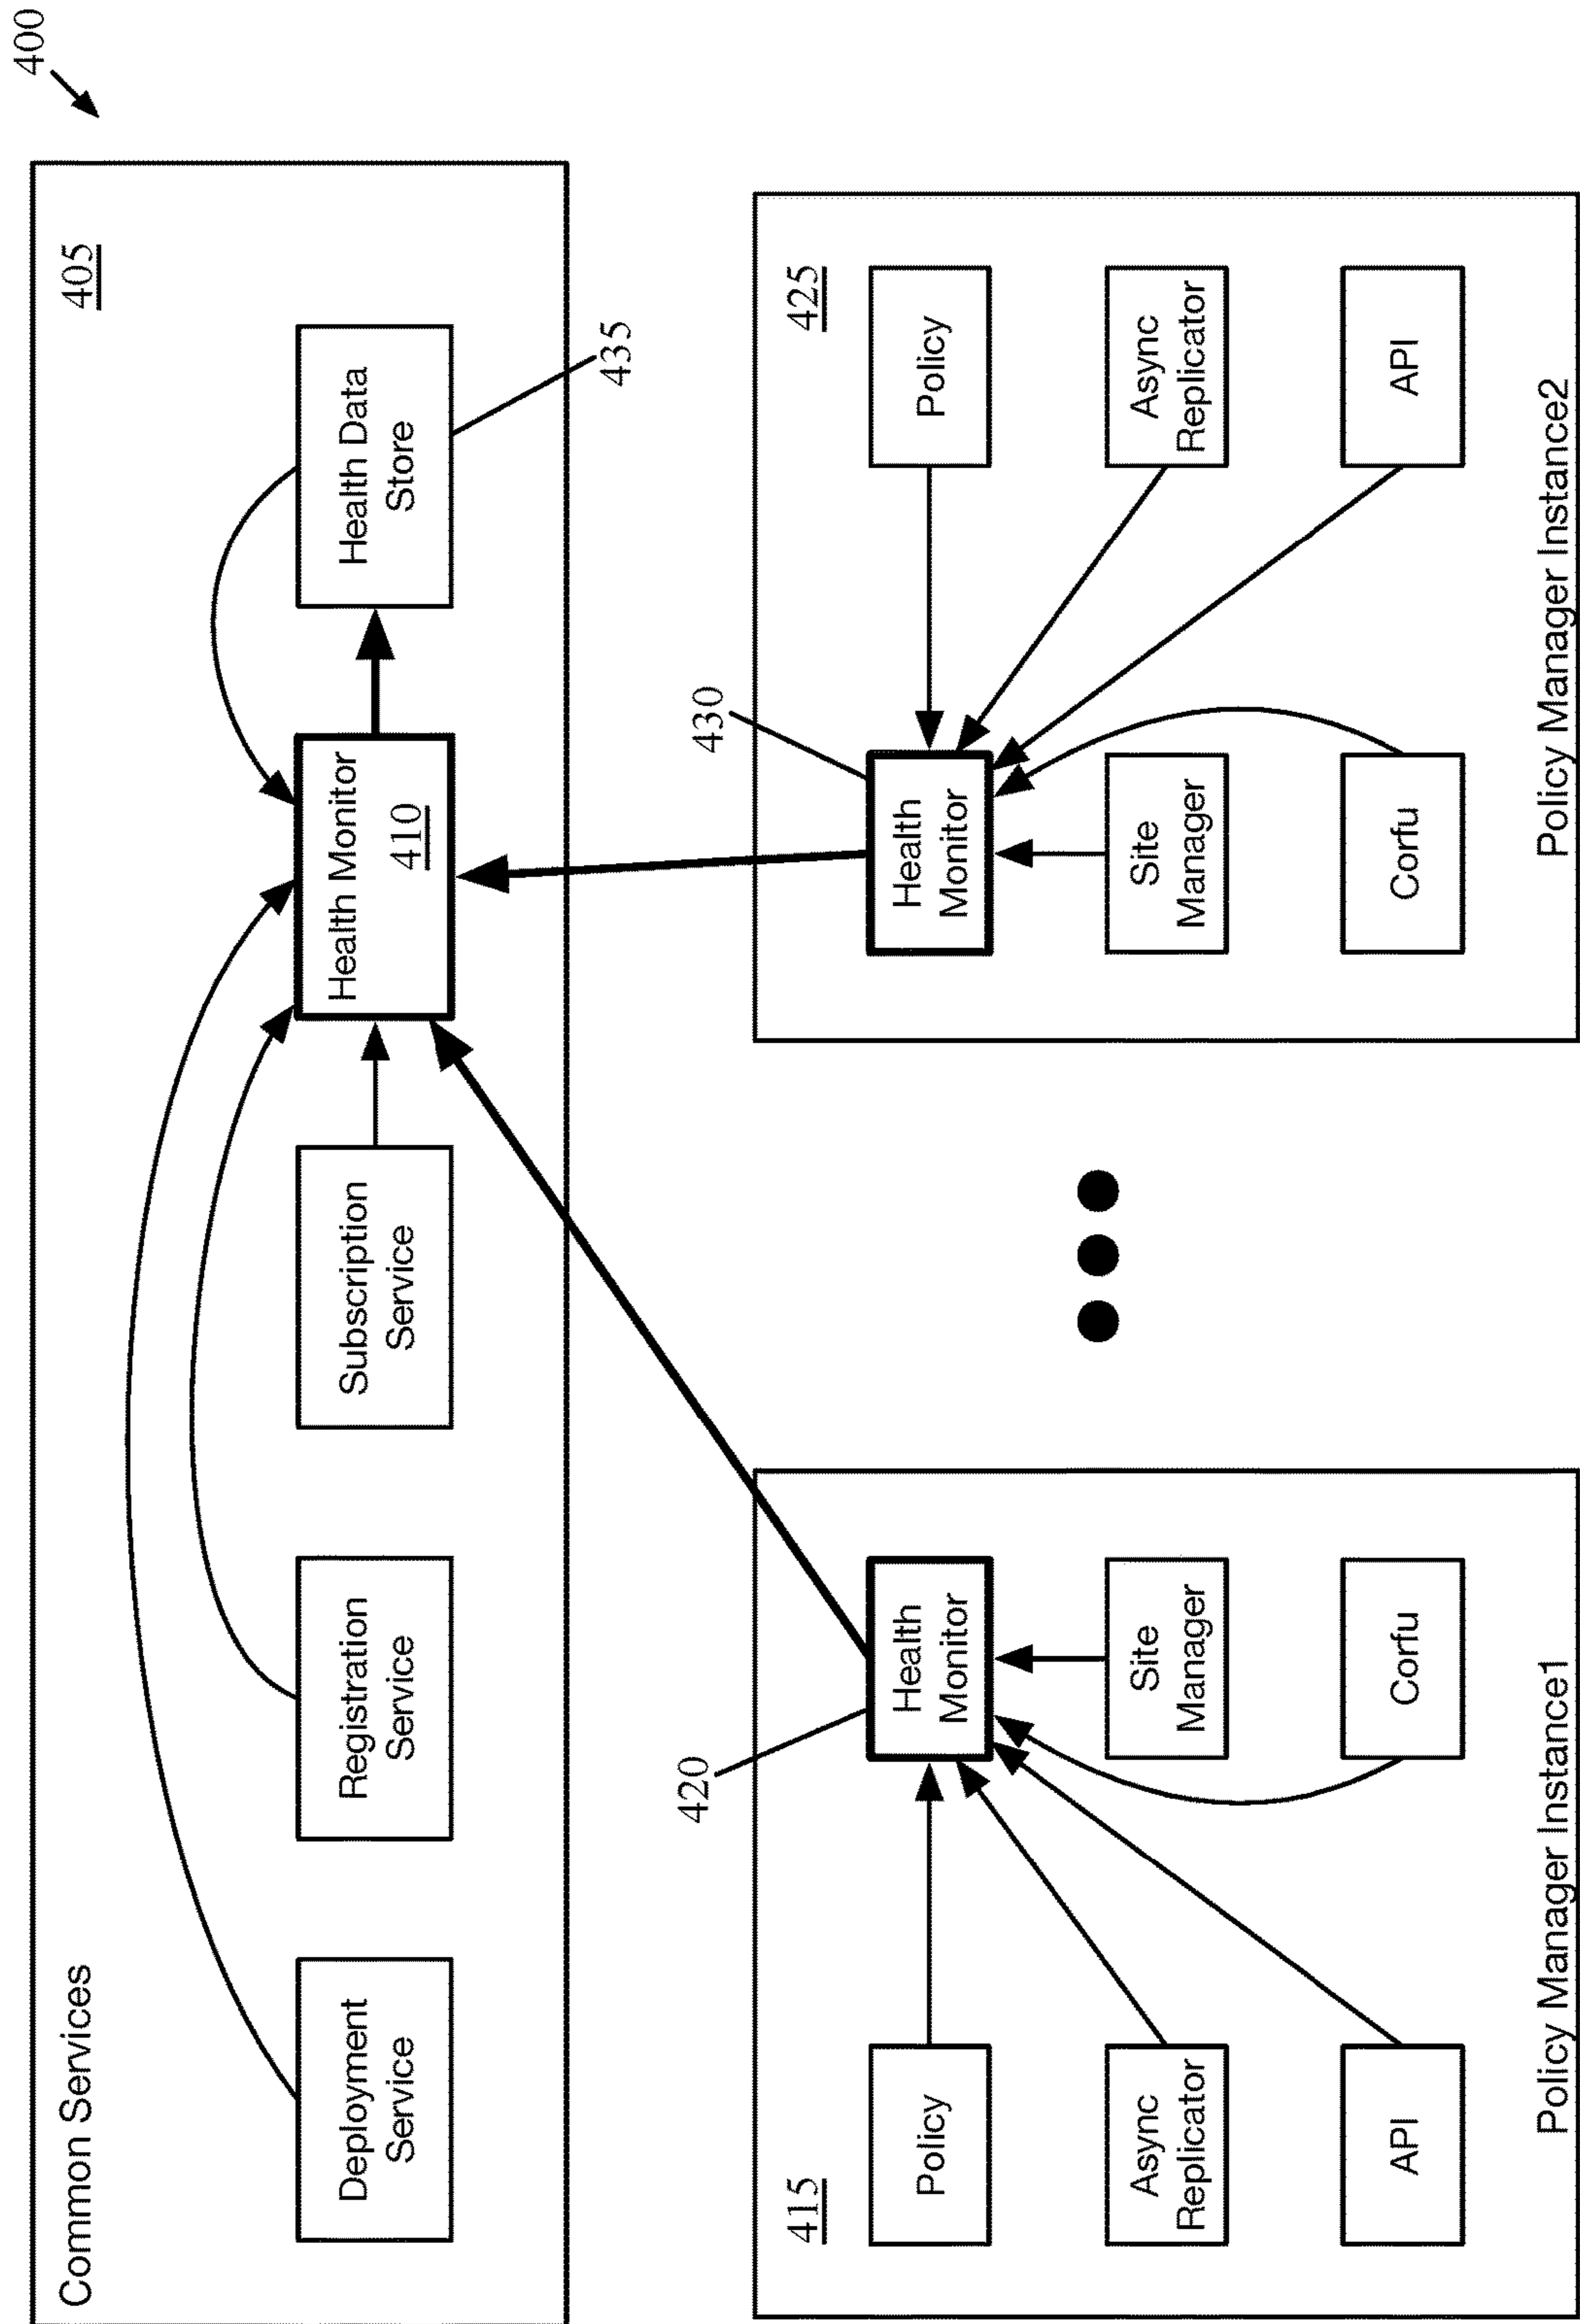 400
Common Services
405
Deployment
Service
Registration
Service
Subscription
Service
Health Monitor
410
Health Data
Store
435
415
420
Policy
Health
Monitor
Async
Replicator
Site
Manager
API
Corfu
Policy Manager Instance1
430
425
Health
Monitor
Policy
Site
Manager
Async
Replicator
Corfu
API
Policy Manager Instance2